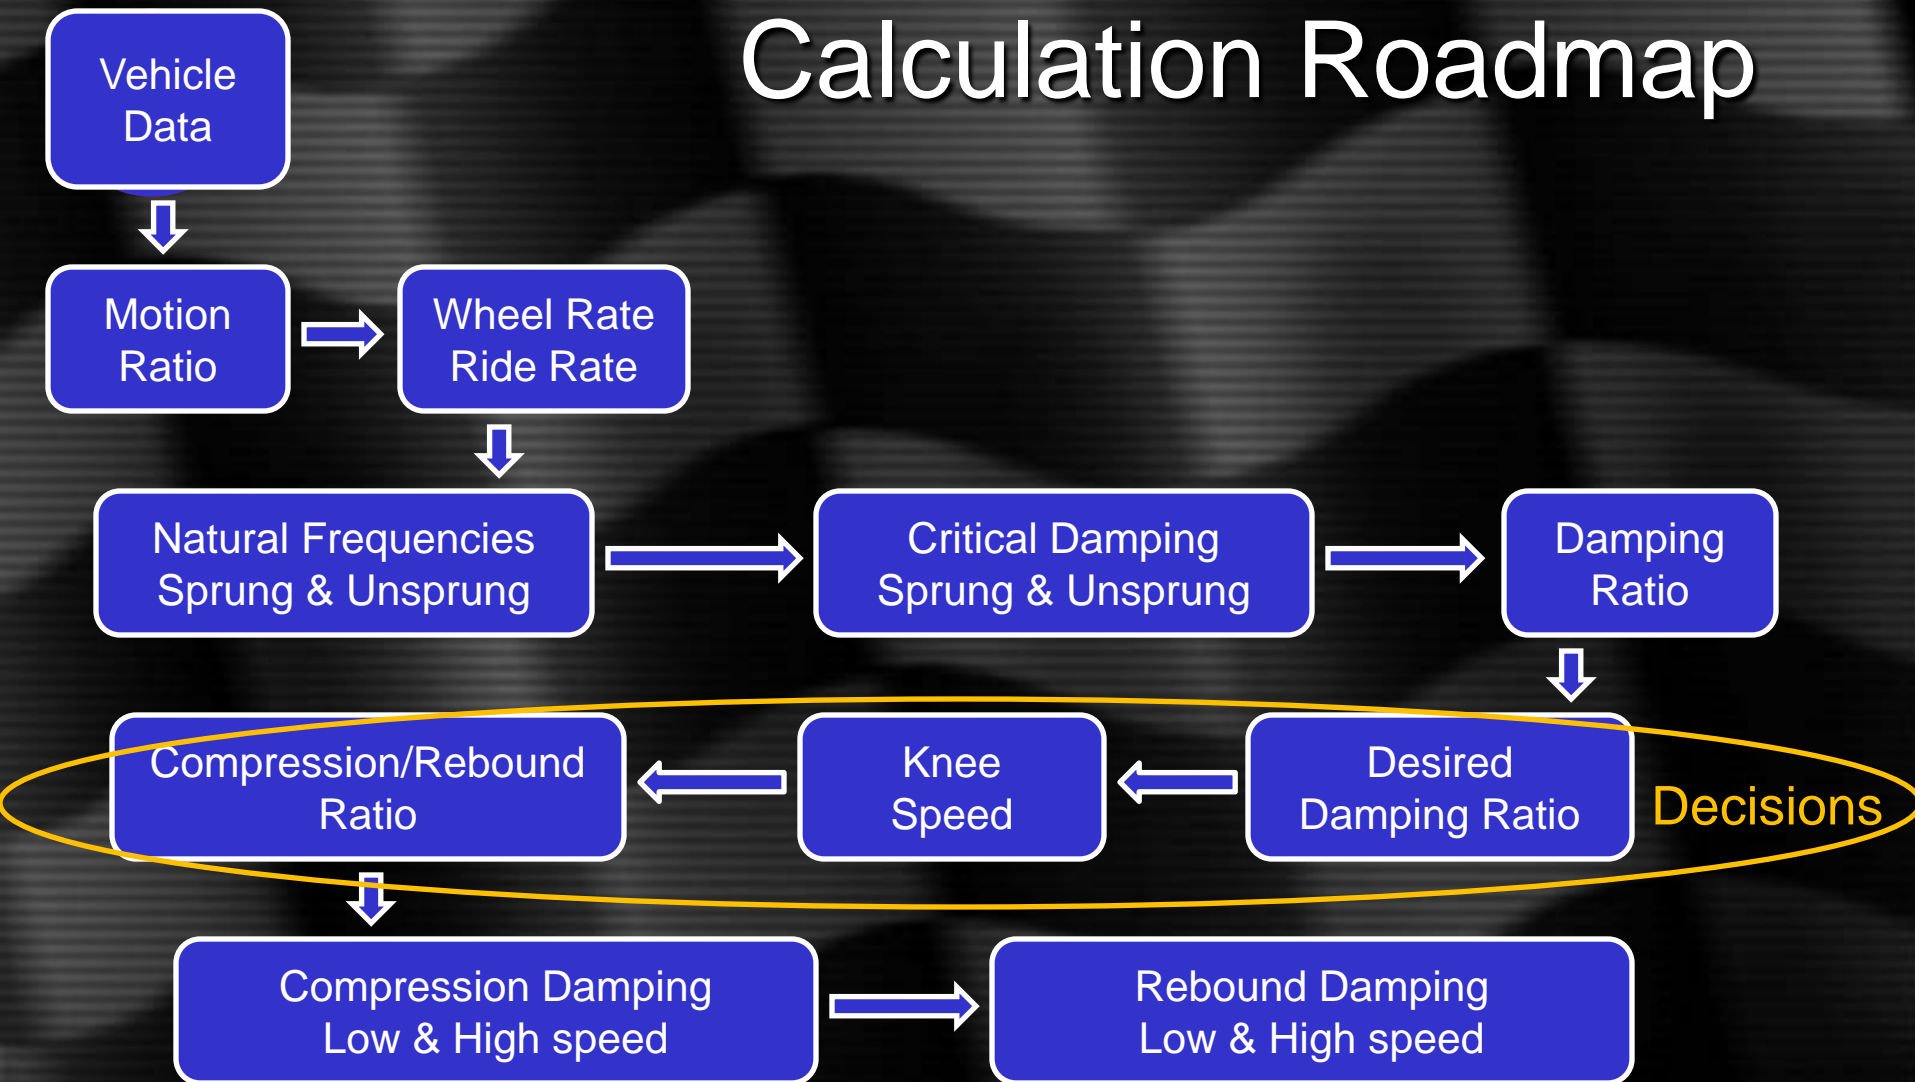 Calculation Roadmap
Vehicle
Data
Motion
Ratio
Wheel Rate
Ride Rate
Natural Frequencies
Sprung & Unsprung
Critical Damping
Sprung & Unsprung
Damping
Ratio
Desired
Damping Ratio
Decisions
Knee
Speed
Compression/Rebound
Ratio
Compression Damping
Low & High speed
Rebound Damping
Low & High speed